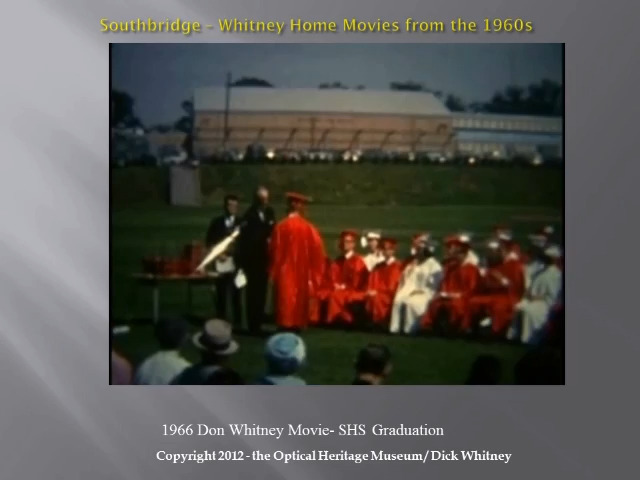 Southbridge - Whitney Home Movies from the 1960s
1966 Don Whitney Movie- SHS Graduation
Copyright 2012 - the Optical Heritage Museum/ Dick Whitney